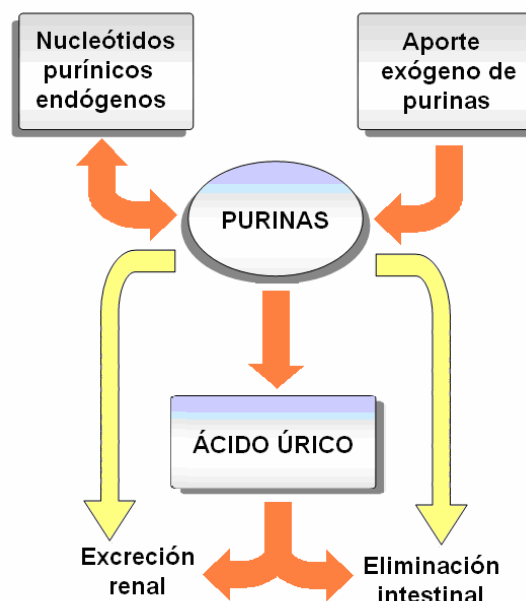 Nucleótidos
purínicos
endógenos
Aporte
exógeno de
purinas
PURINAS
ÁCIDO ÚRICO
Excreción
renal
Eliminación
intestinal